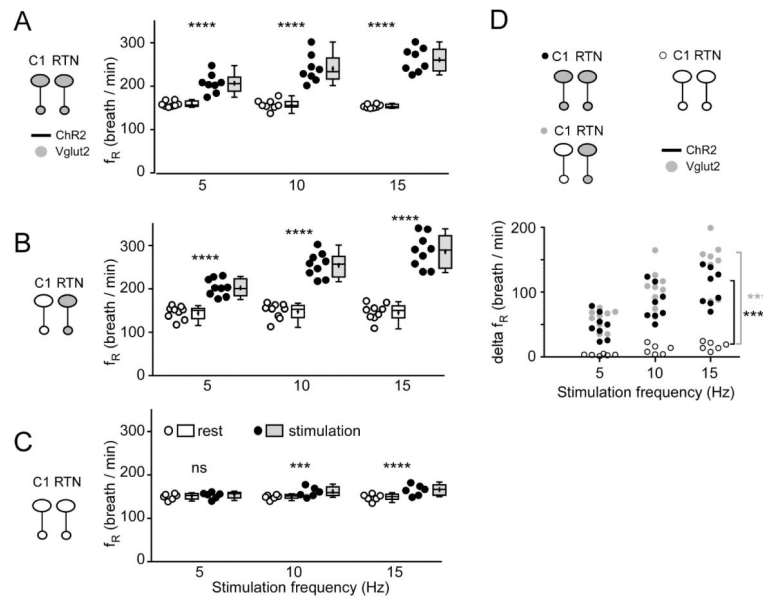 A
C1 RTN
ChR2
Vglut2
f_R (breath / min)
300
200
100
0
****
****
****
5
10
15
B
C1 RTN
f_R (breath / min)
300
200
100
0
****
****
****
5
10
15
C
C1 RTN
f_R (breath / min)
300
200
100
0
rest
stimulation
ns
***
****
5
10
15
Stimulation frequency (Hz)
D
C1 RTN
C1 RTN
C1 RTN
ChR2
Vglut2
delta f_R (breath / min)
200
100
0
5
10
15
Stimulation frequency (Hz)